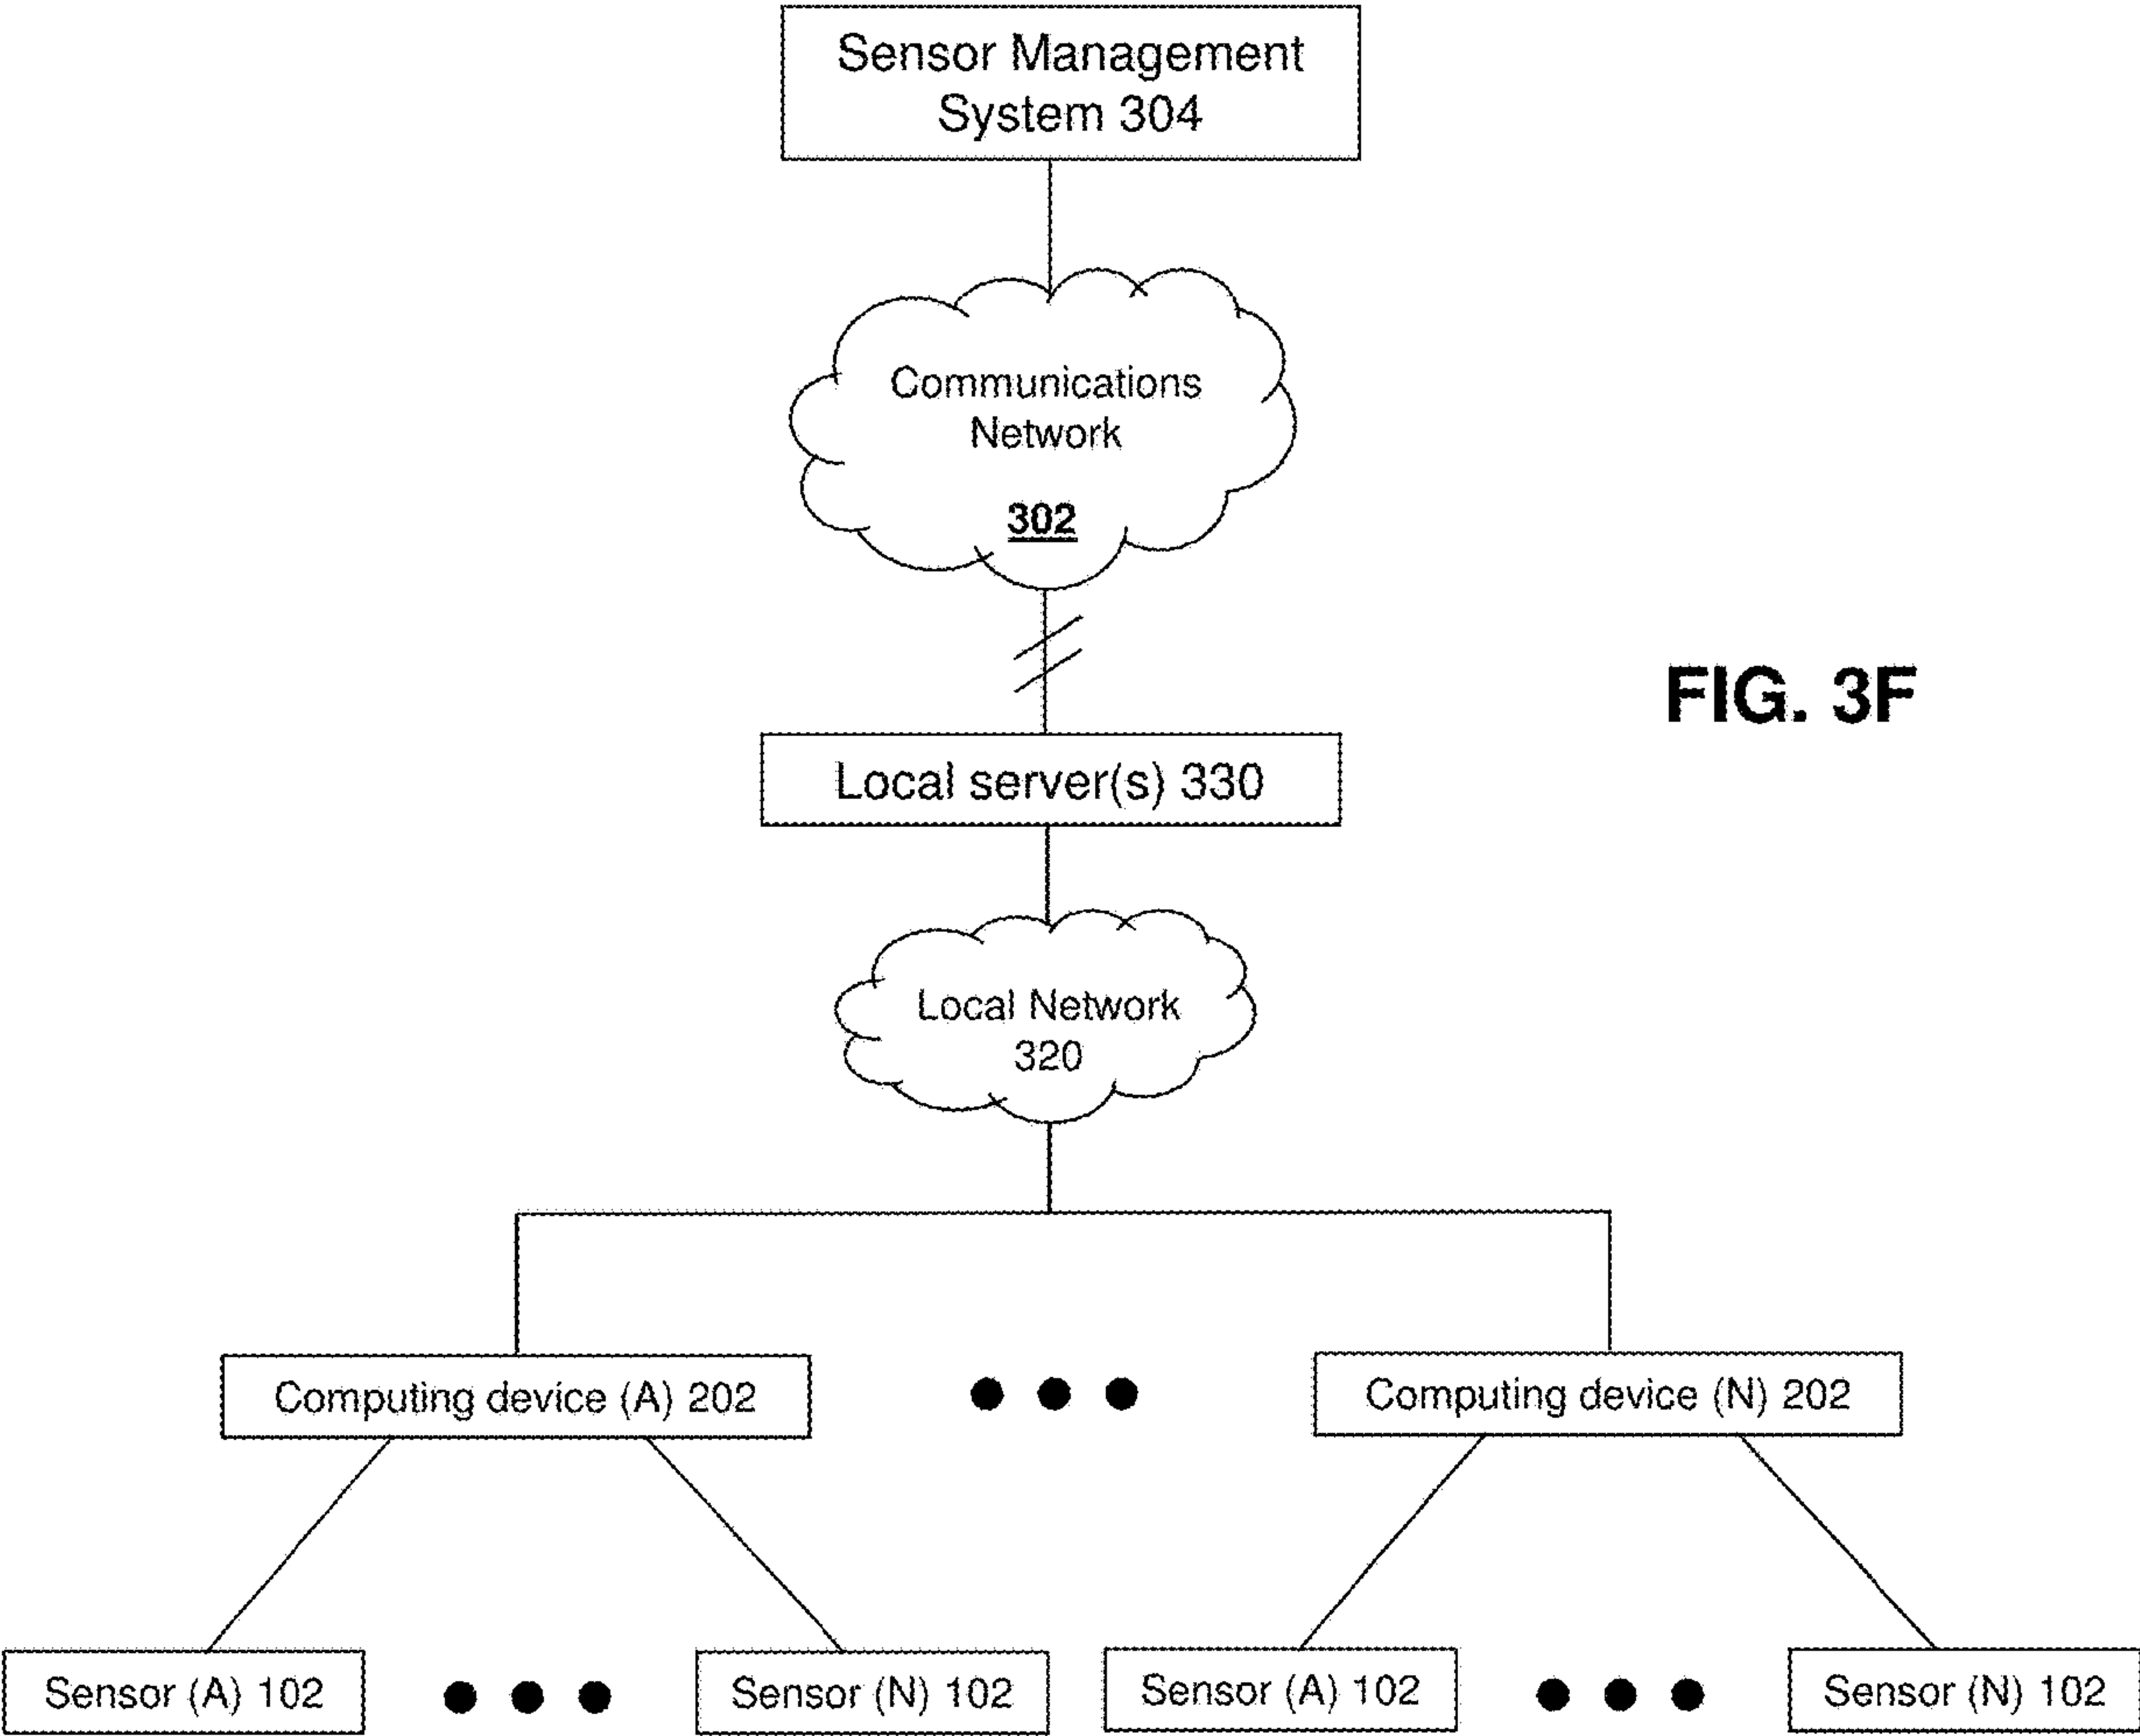 Sensor Management
System 304
Communications
Network
302
FIG. 3F
Local server(s) 330
Local Network
320
Computing device (A) 202
Computing device (N) 202
Sensor (A) 102
Sensor (N) 102
Sensor (A) 102
Sensor (N) 102